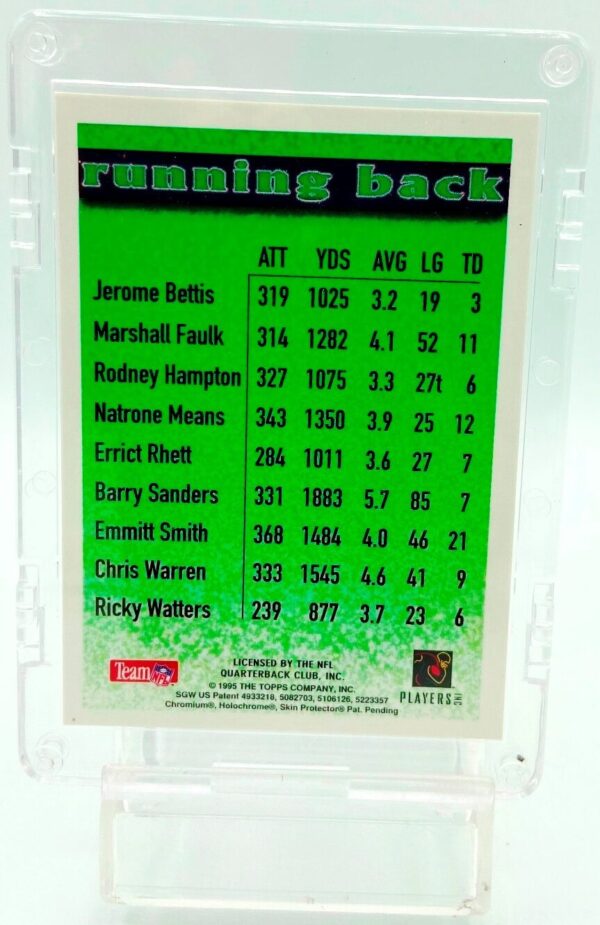 running back
ATT YDS AVG LG TD
Jerome Bettis 319 1025 3.2 19 3
Marshall Faulk 314 1282 4.1 52 11
Rodney Hampton 327 1075 3.3 27t 6
Natrone Means 343 1350 3.9 25 12
Errict Rhett 284 1011 3.6 27 7
Barry Sanders 331 1883 5.7 85 7
Emmitt Smith 368 1484 4.0 46 21
Chris Warren 333 1545 4.6 41 9
Ricky Watters 239 877 3.7 23 6
Team NFL
LICENSED BY THE NFL
QUARTERBACK CLUB, INC.
© 1995 THE TOPPS COMPANY, INC.
SGW US Patent 4933218, 5082703, 5106126, 5223357
Chromium®, Holochrome®, Skin Protector® Pat. Pending
PLAYERS INC